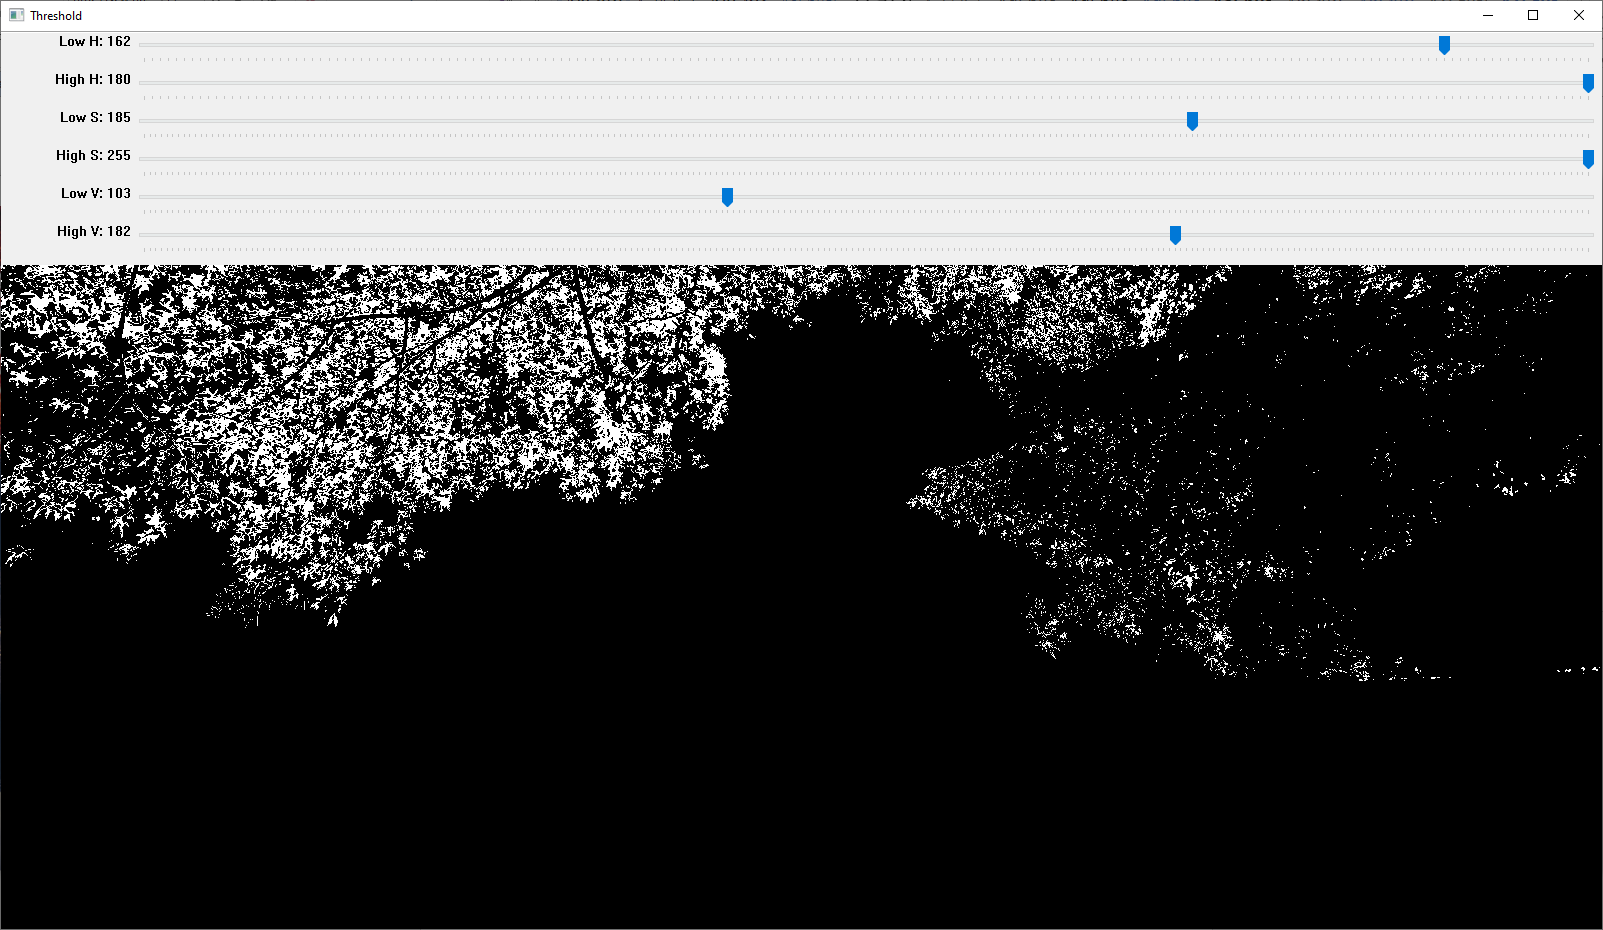 Threshold
Low H: 162
High H: 180
Low S: 185
High S: 255
Low V: 103
High V: 182